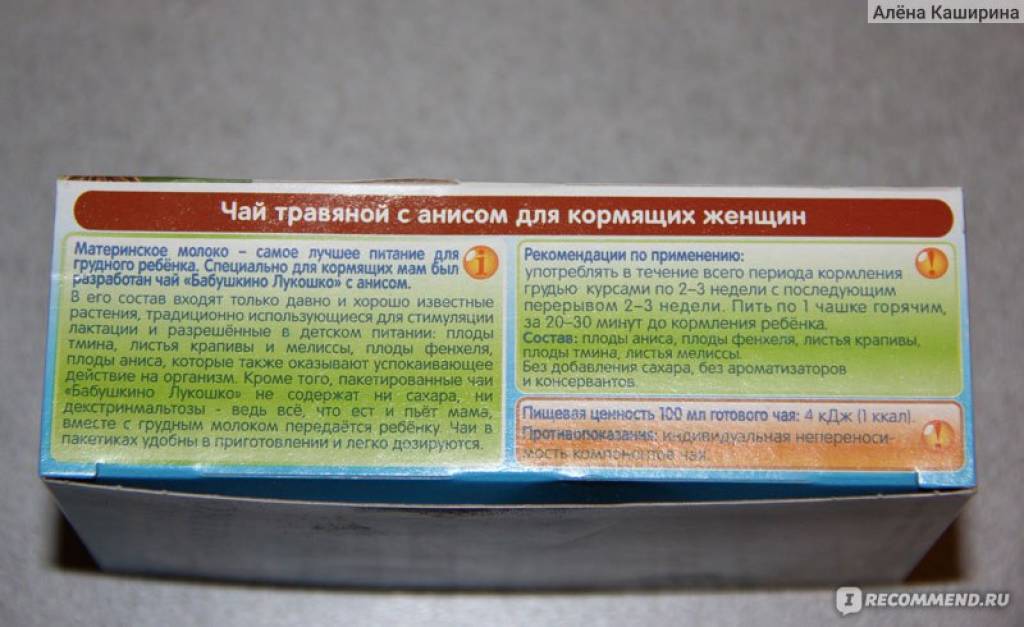 Алёна Каширина
Чай травяной с анисом для кормящих женщин
Материнское молоко – самое лучшее питание для
грудного ребёнка. Специально для кормящих мам был
разработан чай «Бабушкино Лукошко» с анисом.
В его состав входят только давно и хорошо известные
растения, традиционно использующиеся для стимуляции
лактации и разрешённые в детском питании: плоды
тмина, листья крапивы и мелиссы, плоды фенхеля,
плоды аниса, которые также оказывают успокаивающее
действие на организм. Кроме того, пакетированные чаи
«Бабушкино Лукошко» не содержат ни сахара, ни
декстринмальтозы - ведь всё, что ест и пьёт мама,
вместе с грудным молоком передаётся ребёнку. Чаи в
пакетиках удобны в приготовлении и легко дозируются.
Рекомендации по применению:
употреблять в течение всего периода кормления
грудью курсами по 2–3 недели с последующим
перерывом 2–3 недели. Пить по 1 чашке горячим,
за 20–30 минут до кормления ребёнка.
Состав: плоды аниса, плоды фенхеля, листья крапивы,
плоды тмина, листья мелиссы.
Без добавления сахара, без ароматизаторов
и консервантов.
Пищевая ценность 100 мл готового чая: 4 кДж (1 ккал).
Противопоказания: индивидуальная непереноси-
мость компонентов чая.
IRECOMMEND.RU